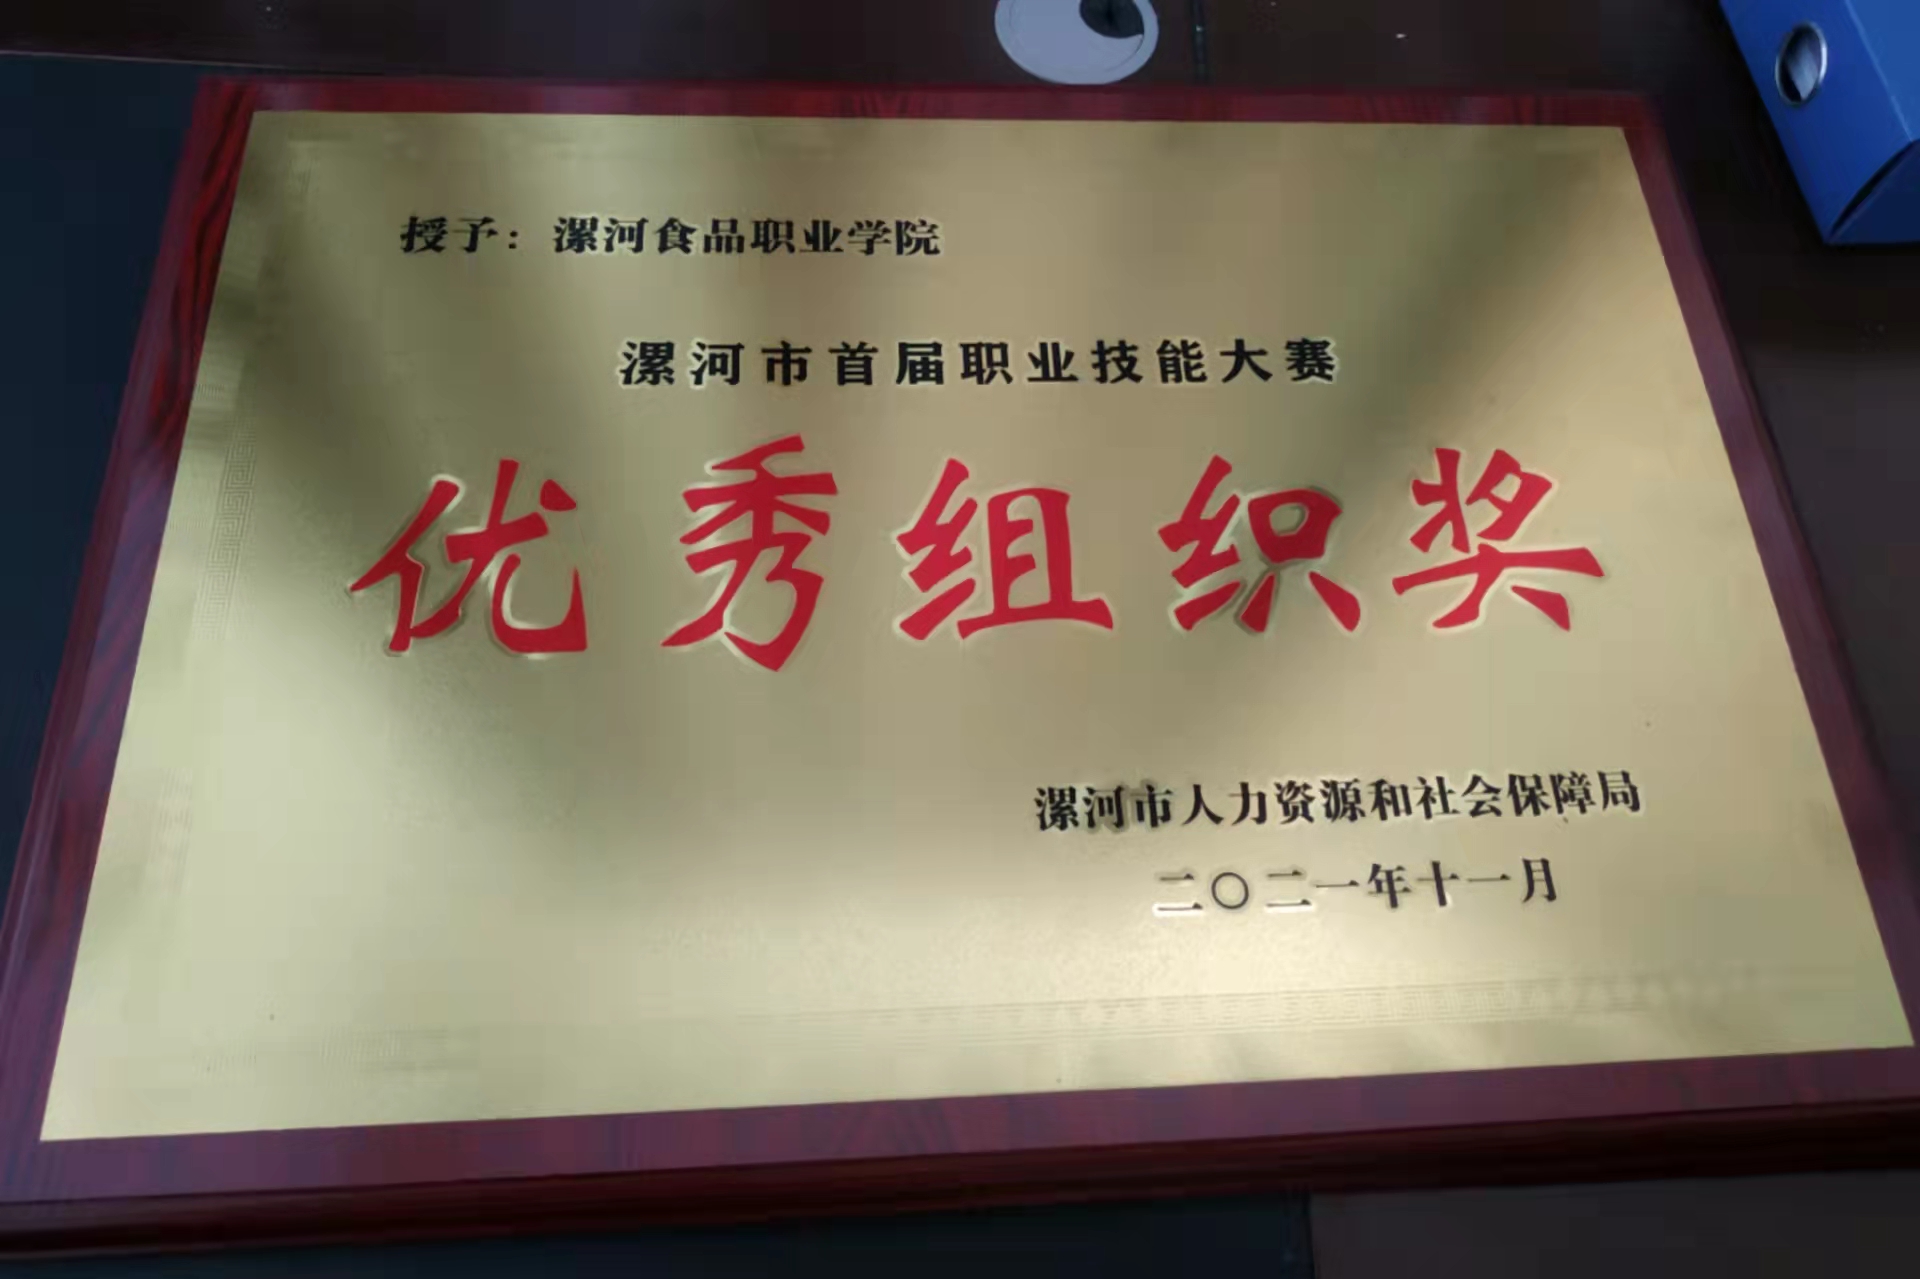 授予：漯河食品职业学院
漯河市首届职业技能大赛
优秀组织奖
漯河市人力资源和社会保障局
二〇二一年十一月